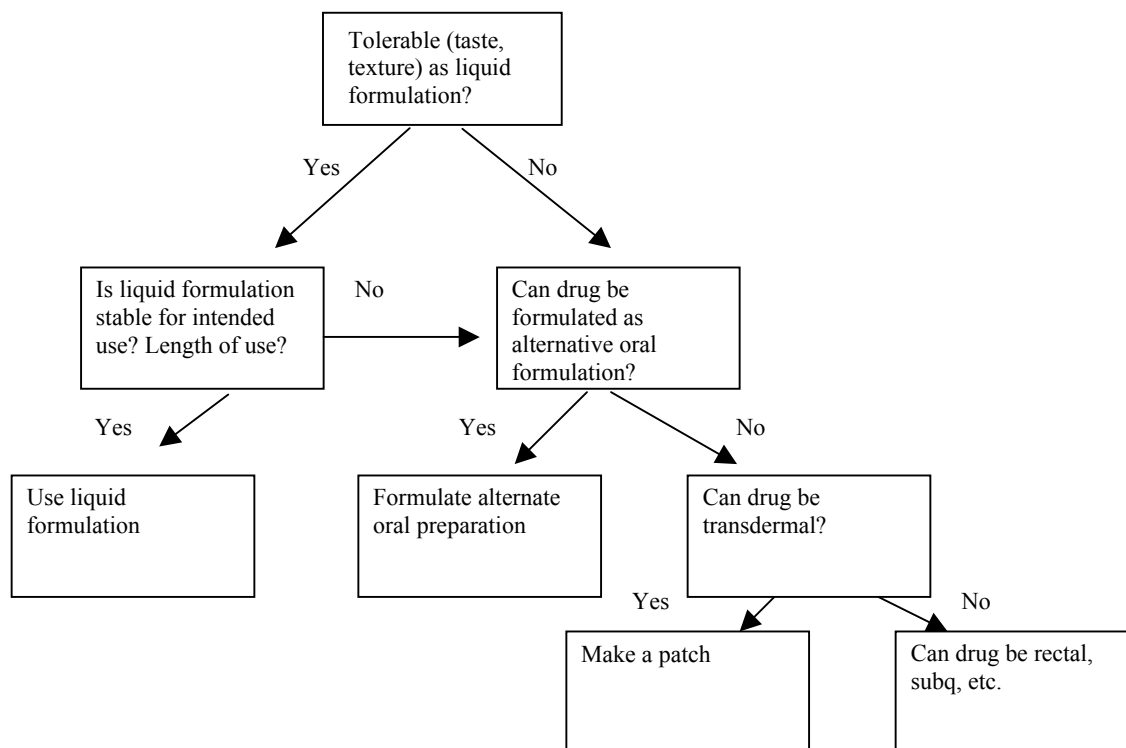 Tolerable (taste,
texture) as liquid
formulation?
Yes
No
Is liquid formulation
stable for intended
use? Length of use?
No
Can drug be
formulated as
alternative oral
formulation?
Yes
Yes
No
Use liquid
formulation
Formulate alternate
oral preparation
Can drug be
transdermal?
Yes
No
Make a patch
Can drug be rectal,
subq, etc.